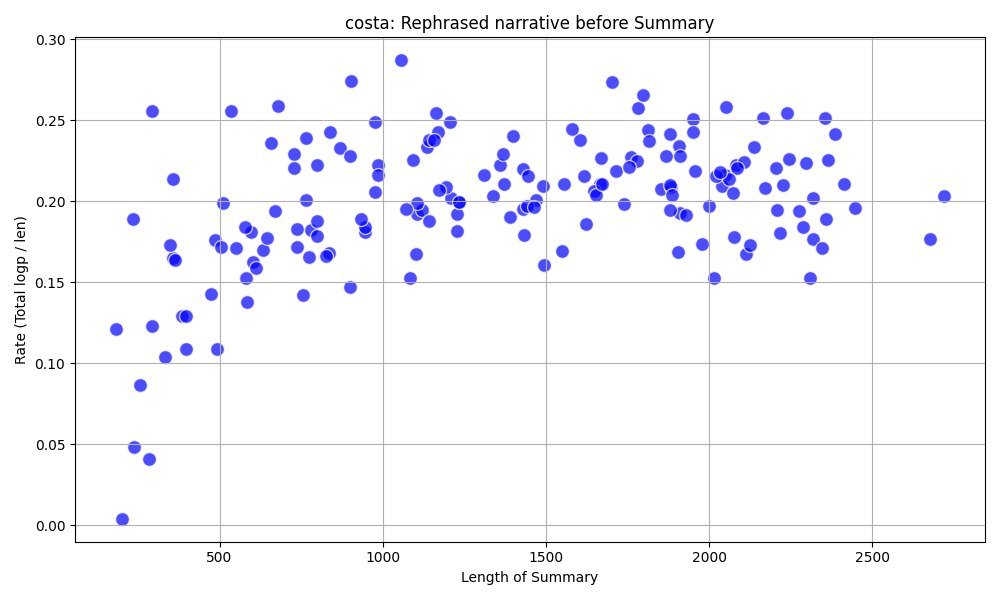 costa: Rephrased narrative before Summary
0.30
0.25
0.20
0.15
0.10
0.05
0.00
Rate (Total logp / len)
500 1000 1500 2000 2500
Length of Summary